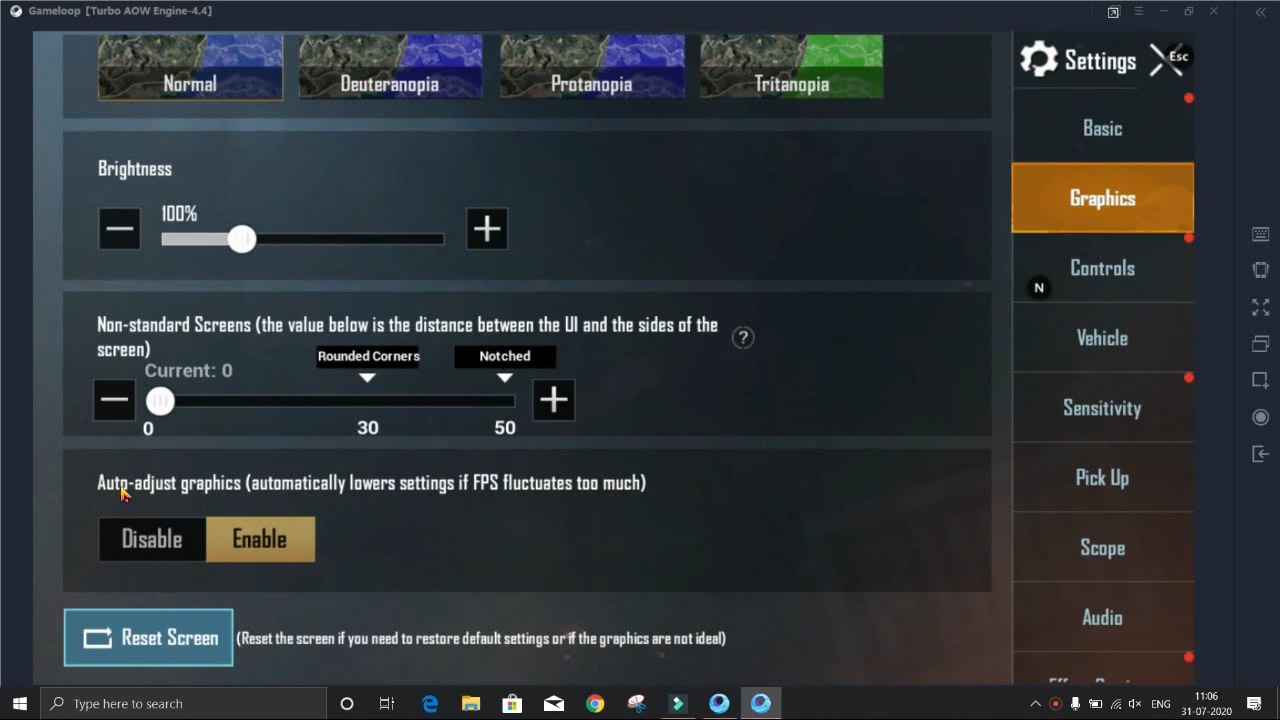 Gameloop【Turbo AOW Engine-4.4】
Normal
Deuteranopia
Protanopia
Tritanopia
Brightness
100%
Non-standard Screens (the value below is the distance between the UI and the sides of the
screen)
?
Current: 0
Rounded Corners
Notched
0
30
50
Auto-adjust graphics (automatically lowers settings if FPS fluctuates too much)
Disable
Enable
Reset Screen
(Reset the screen if you need to restore default settings or if the graphics are not ideal)
Settings
Esc
Basic
Graphics
Controls
N
Vehicle
Sensitivity
Pick Up
Scope
Audio
Type here to search
ENG
11:06
31-07-2020